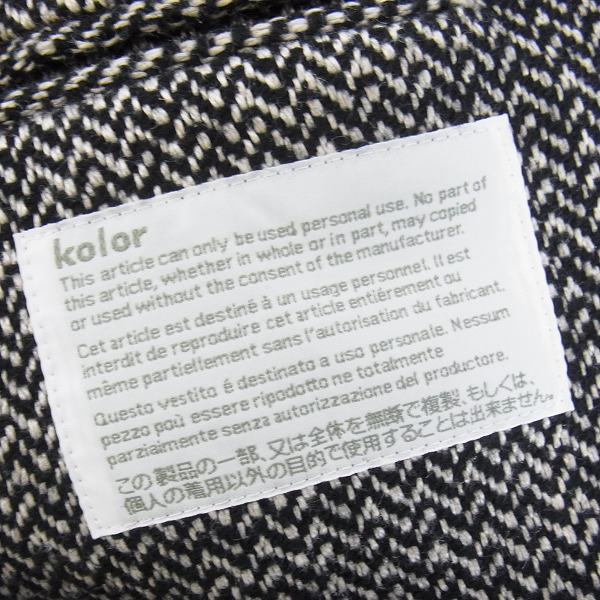 kolor
This article can only be used personal use. No part of
this article, whether in whole or in part, may copied
or used without the consent of the manufacturer.
Cet article est destiné à un usage personnel. Il est
interdit de reproduire cet article entiérement ou
même partiellement sans l'autorisation du fabricant.
Questo vestito é destinato a uso personale. Nessum
pezzo può essere ripodotto ne totalmente
parziaimente senza autorizzazione del productore.
この製品の一部、又は全体を無断で複製、もしくは、
個人の着用以外の目的で使用することは出来ません。